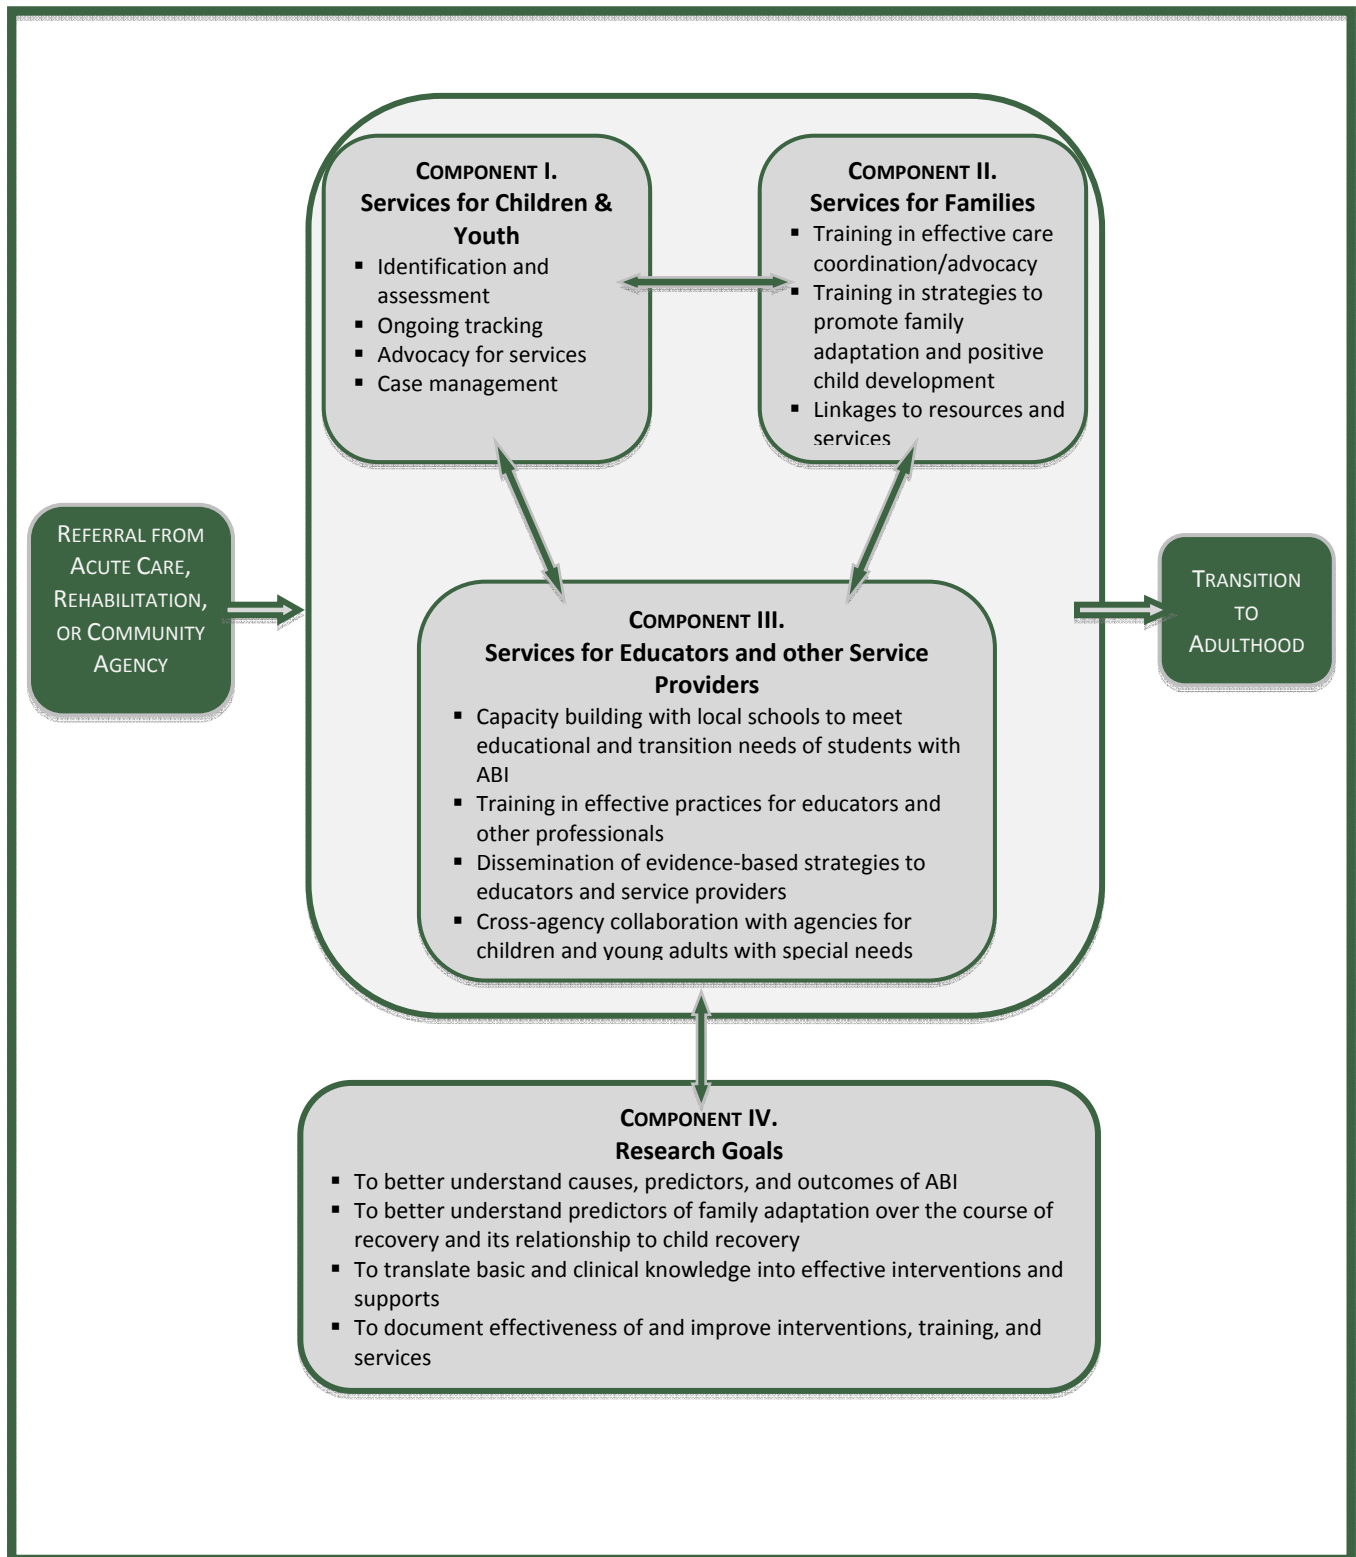 COMPONENT I.
Services for Children &
Youth
▪ Identification and
assessment
▪ Ongoing tracking
▪ Advocacy for services
▪ Case management
COMPONENT II.
Services for Families
▪ Training in effective care
coordination/advocacy
▪ Training in strategies to
promote family
adaptation and positive
child development
▪ Linkages to resources and
services
REFERRAL FROM
ACUTE CARE,
REHABILITATION,
OR COMMUNITY
AGENCY
TRANSITION
TO
ADULTHOOD
COMPONENT III.
Services for Educators and other Service
Providers
▪ Capacity building with local schools to meet
educational and transition needs of students with
ABI
▪ Training in effective practices for educators and
other professionals
▪ Dissemination of evidence-based strategies to
educators and service providers
▪ Cross-agency collaboration with agencies for
children and young adults with special needs
COMPONENT IV.
Research Goals
▪ To better understand causes, predictors, and outcomes of ABI
▪ To better understand predictors of family adaptation over the course of
recovery and its relationship to child recovery
▪ To translate basic and clinical knowledge into effective interventions and
supports
▪ To document effectiveness of and improve interventions, training, and
services